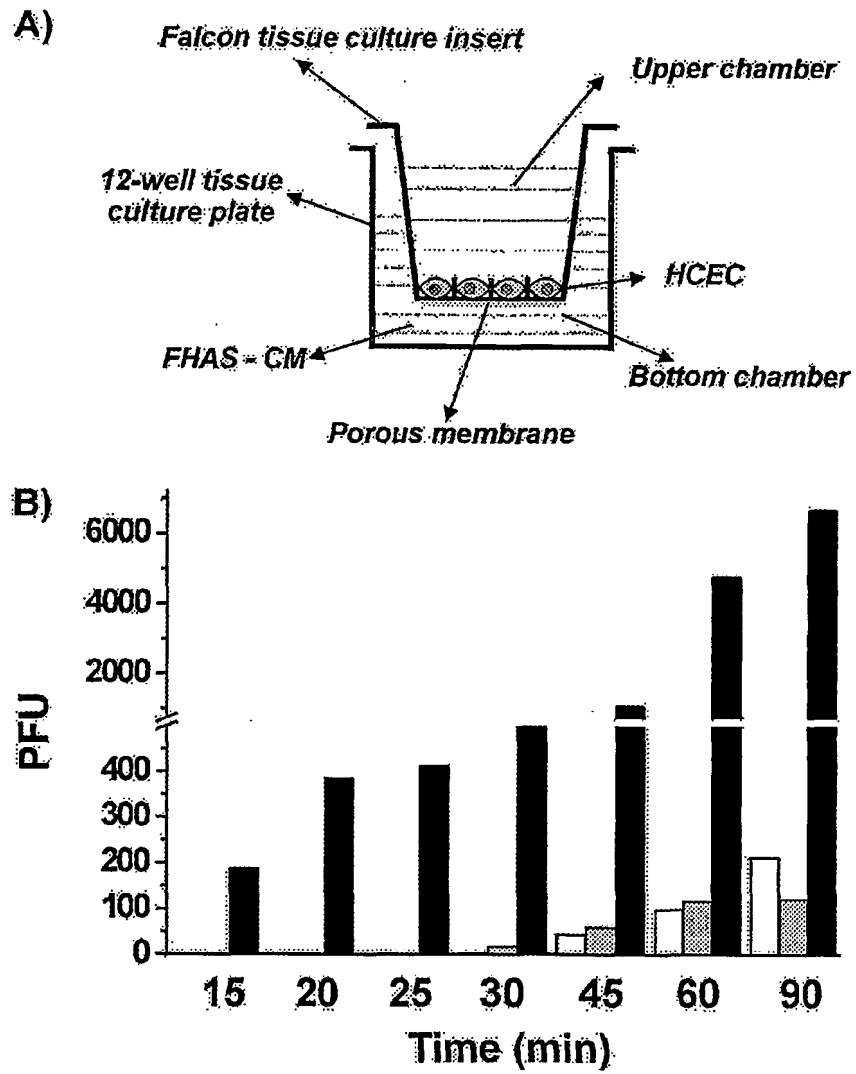 A)
Falcon tissue culture insert
Upper chamber
12-well tissue
culture plate
HCEC
FHAS - CM
Bottom chamber
Porous membrane
B)
6000
4000
2000
400
300
200
100
0
PFU
15 20 25 30 45 60 90
Time (min)